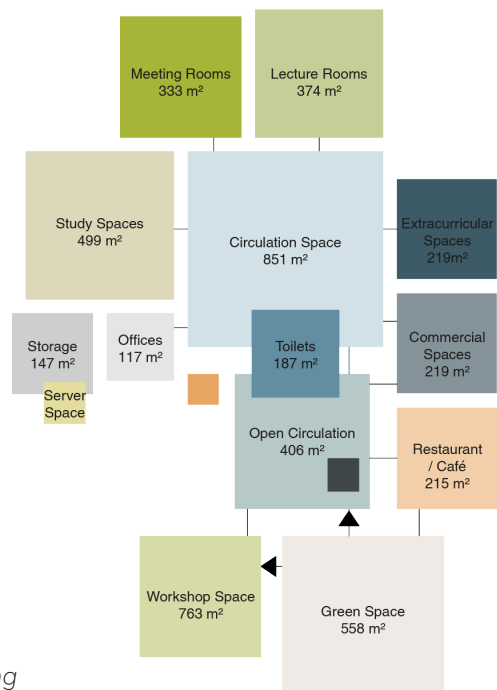 Meeting Rooms
333 m²
Lecture Rooms
374 m²
Study Spaces
499 m²
Circulation Space
851 m²
Extracurricular
Spaces
219m²
Storage
147 m²
Offices
117 m²
Toilets
187 m²
Commercial
Spaces
219 m²
Server
Space
Open Circulation
406 m²
Restaurant
/ Café
215 m²
Workshop Space
763 m²
Green Space
558 m²